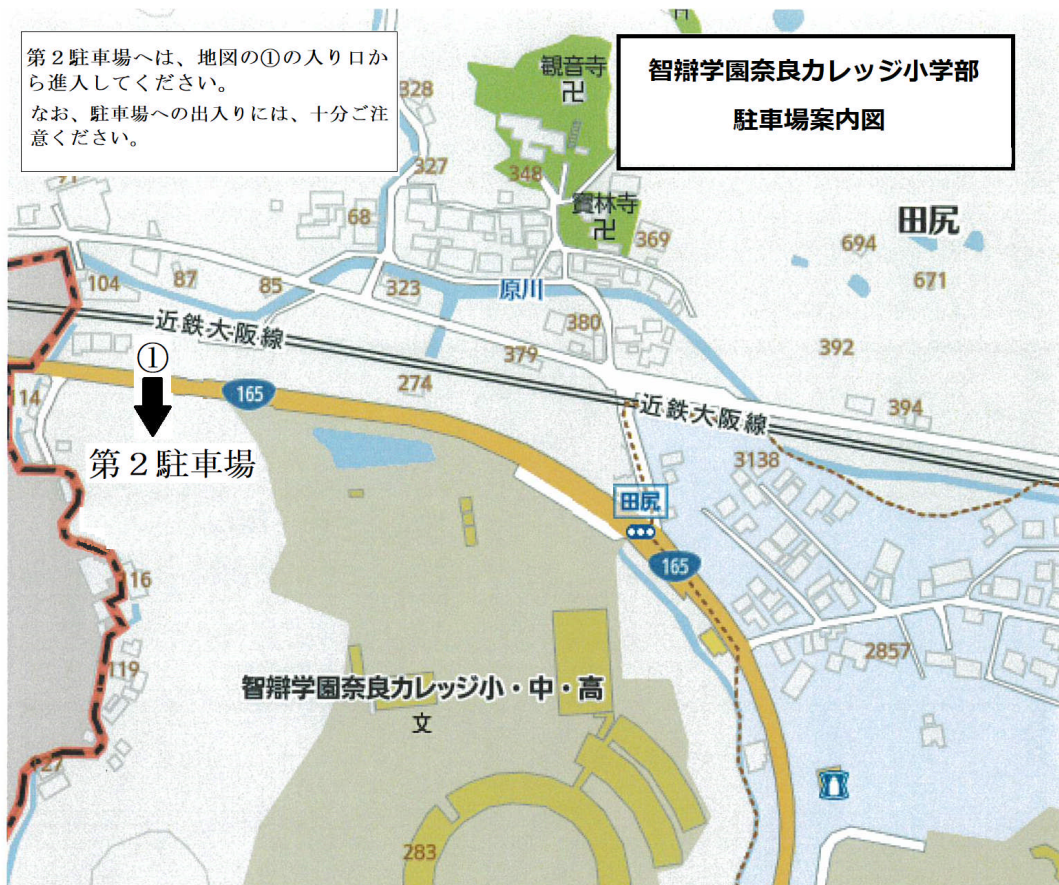 第２駐車場へは、地図の①の入り口か
ら進入してください。
なお、駐車場への出入りには、十分ご注
意ください。
智辯学園奈良カレッジ小学部
駐車場案内図
観音寺
328
327
348
68
寳林寺
369
田尻
694
671
104
87
85
323
原川
380
379
392
近鉄大阪線
①
274
165
394
近鉄大阪線
114
第２駐車場
3138
田尻
165
116
119
2857
智辯学園奈良カレッジ小・中・高
文
127
283